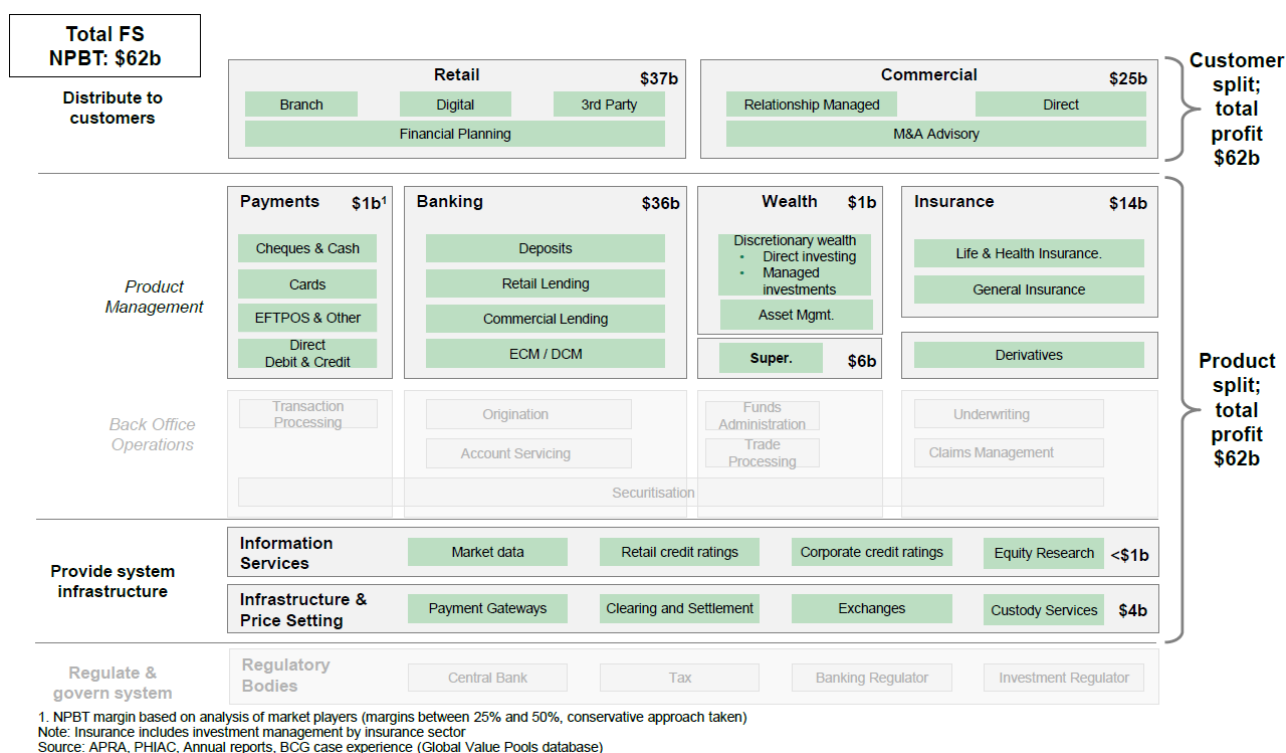 Total FS
NPBT: $62b
Distribute to
customers
Retail
$37b
Branch
Digital
3rd Party
Financial Planning
Commercial
$25b
Relationship Managed
Direct
M&A Advisory
Customer
split;
total
profit
$62b
Product
Management
Payments
$1b¹
Cheques & Cash
Cards
EFTPOS & Other
Direct
Debit & Credit
Banking
$36b
Deposits
Retail Lending
Commercial Lending
ECM / DCM
Wealth
$1b
Discretionary wealth
• Direct investing
• Managed
investments
Asset Mgmt.
Super.
$6b
Insurance
$14b
Life & Health Insurance.
General Insurance
Derivatives
Product
split;
total
profit
$62b
Back Office
Operations
Transaction
Processing
Origination
Account Servicing
Funds
Administration
Trade
Processing
Underwriting
Claims Management
Securitisation
Provide system
infrastructure
Information
Services
Market data
Retail credit ratings
Corporate credit ratings
Equity Research
<$1b
Infrastructure &
Price Setting
Payment Gateways
Clearing and Settlement
Exchanges
Custody Services
$4b
Regulate &
govern system
Regulatory
Bodies
Central Bank
Tax
Banking Regulator
Investment Regulator
1. NPBT margin based on analysis of market players (margins between 25% and 50%, conservative approach taken)
Note: Insurance includes investment management by insurance sector
Source: APRA, PHIAC, Annual reports, BCG case experience (Global Value Pools database)